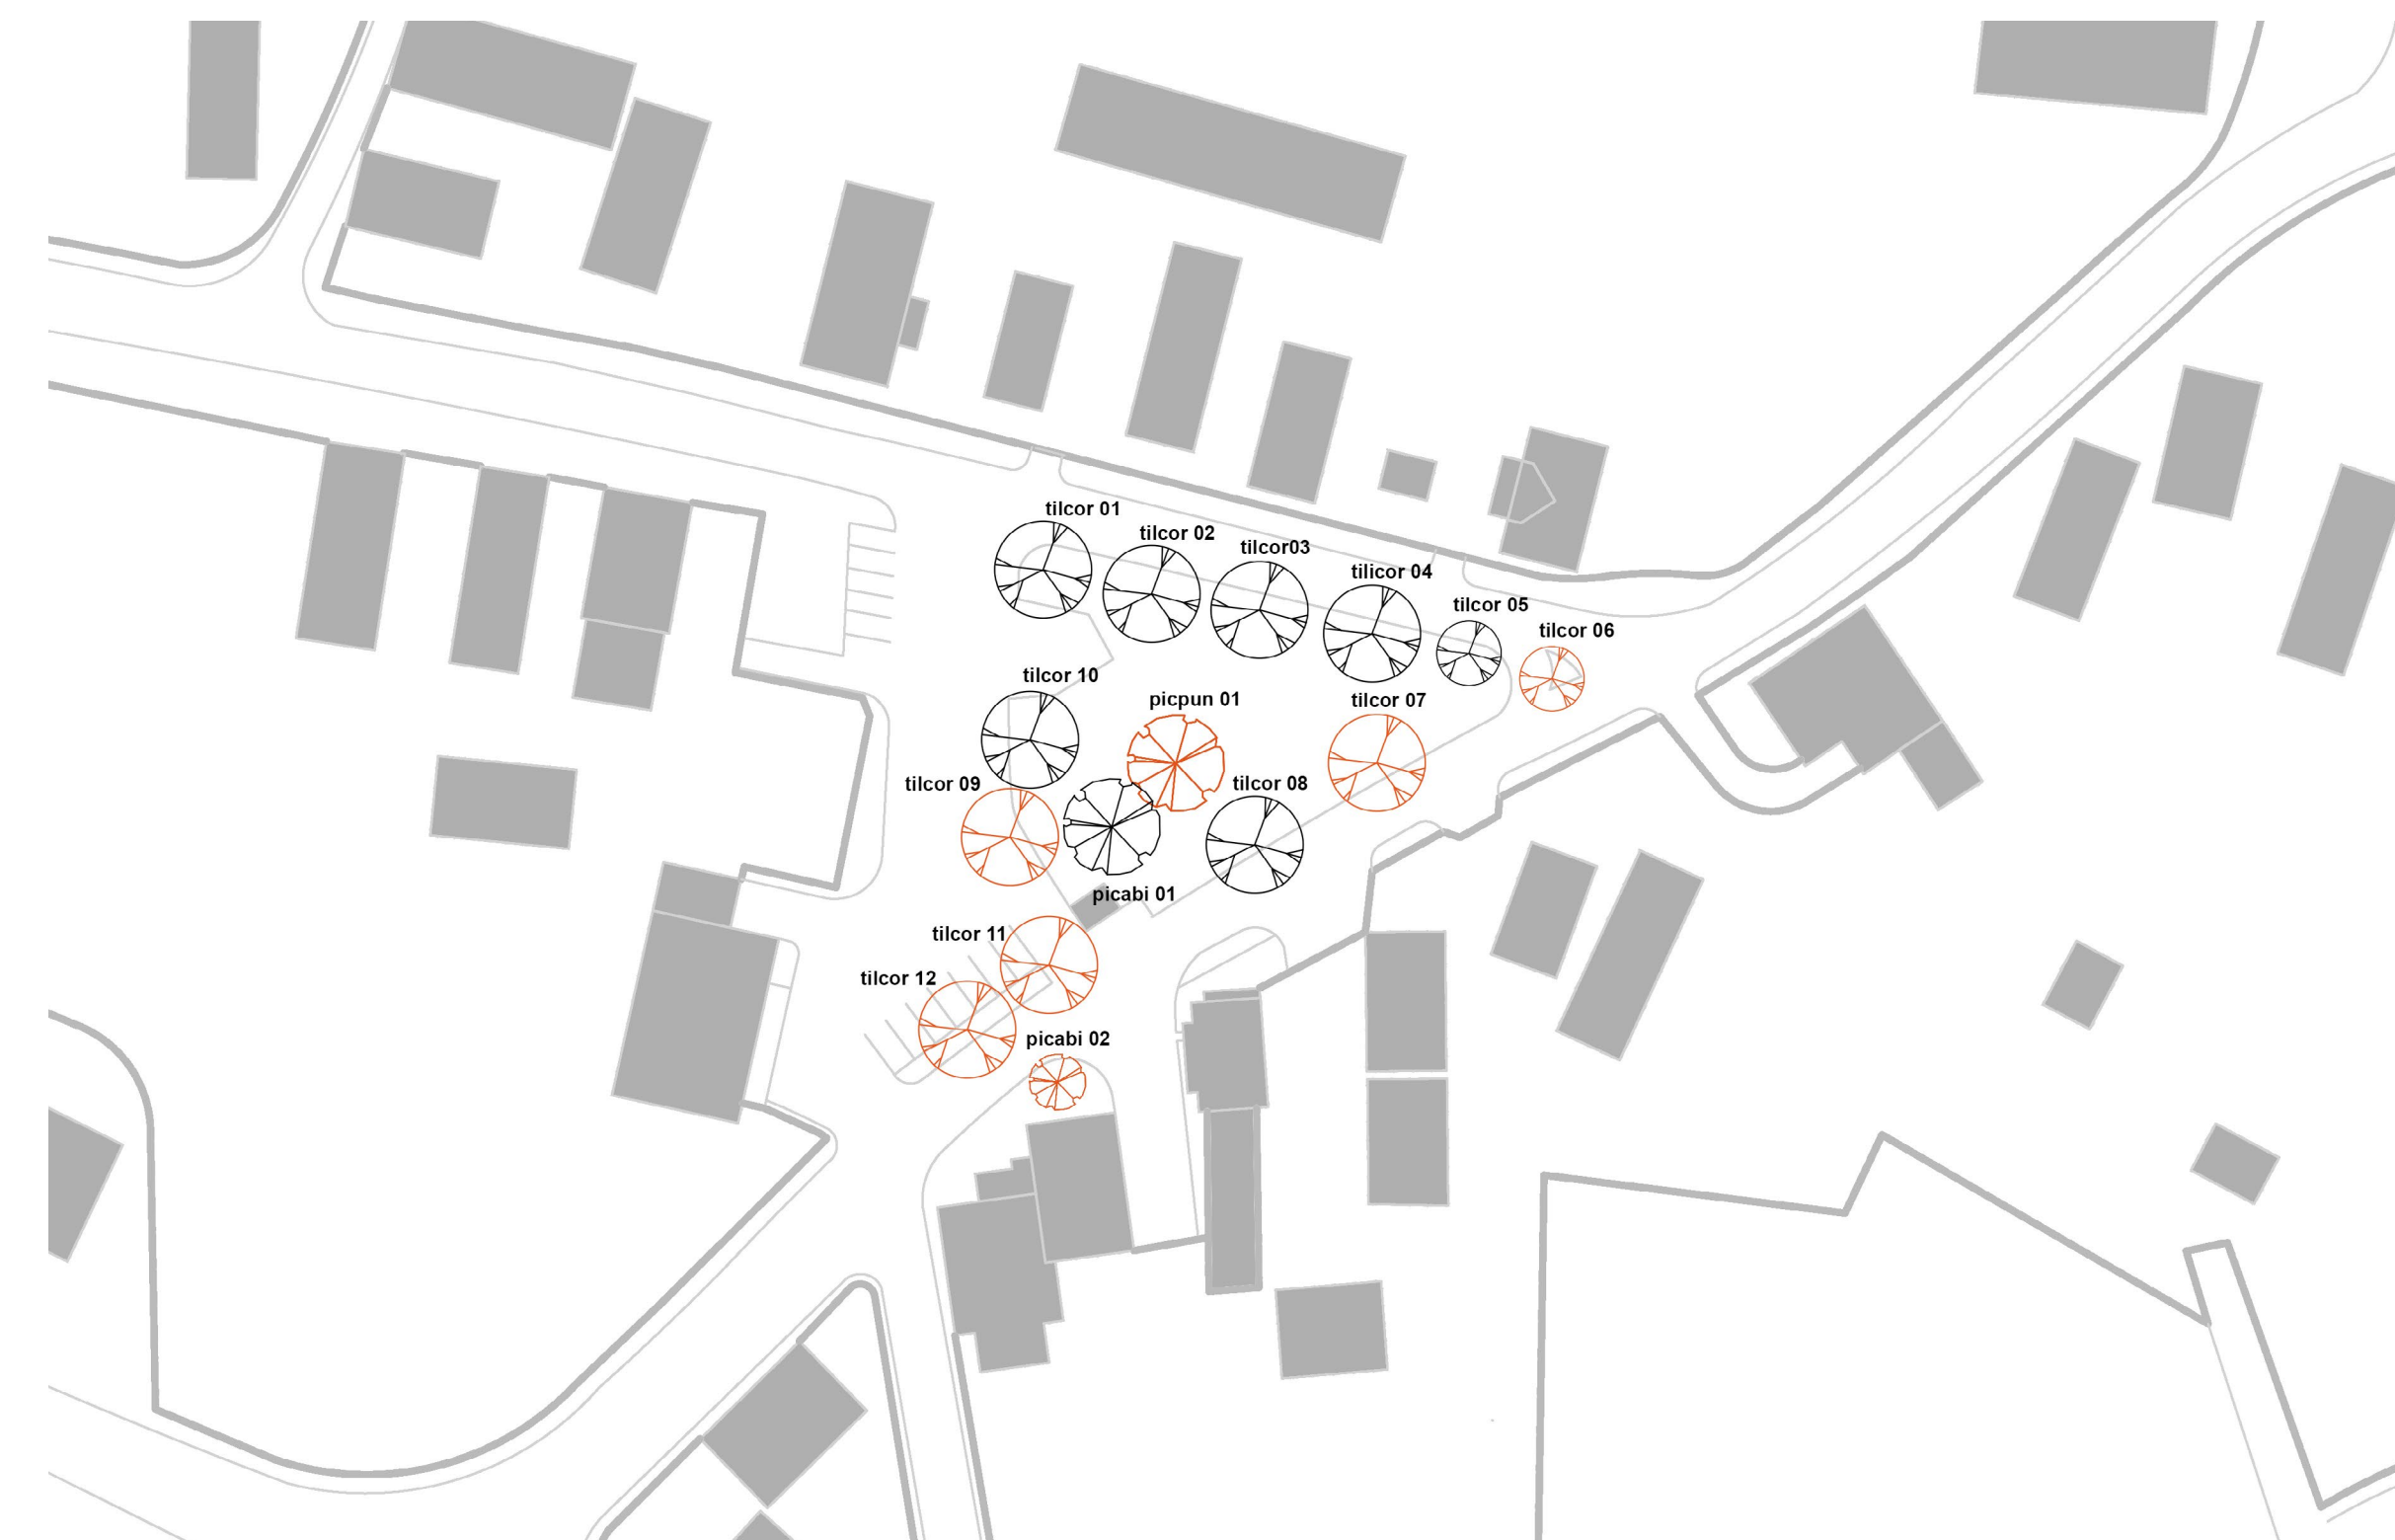 tilcor 01
tilcor 02
tilcor03
tilicor 04
tilcor 05
tilcor 06
tilcor 10
picpun 01
tilcor 07
tilcor 09
tilcor 08
picabi 01
tilcor 11
tilcor 12
picabi 02